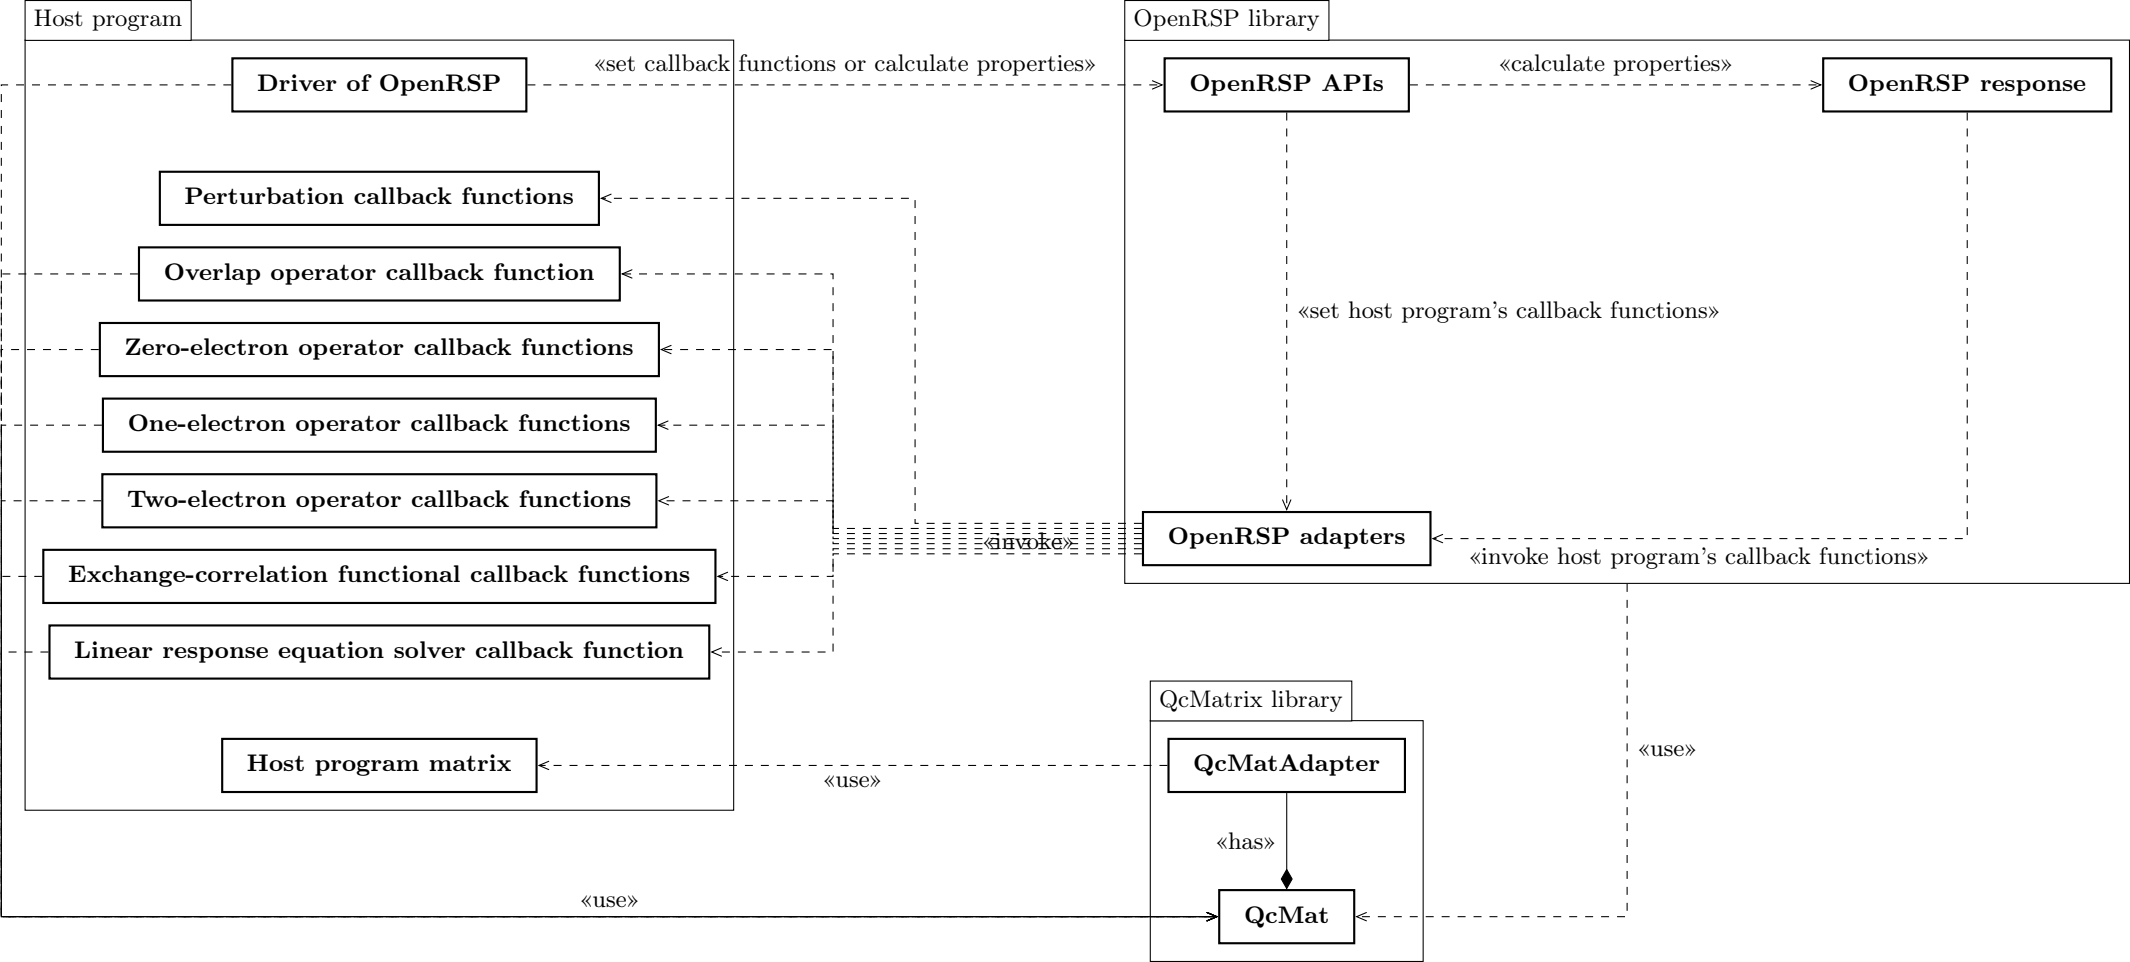 Host program
OpenRSP library
Driver of OpenRSP
«set callback functions or calculate properties»
OpenRSP APIs
«calculate properties»
OpenRSP response
Perturbation callback functions
Overlap operator callback function
«set host program's callback functions»
Zero-electron operator callback functions
One-electron operator callback functions
Two-electron operator callback functions
«invoke»
OpenRSP adapters
«invoke host program's callback functions»
Exchange-correlation functional callback functions
Linear response equation solver callback function
QcMatrix library
«use»
Host program matrix
«use»
QcMatAdapter
«has»
«use»
QcMat